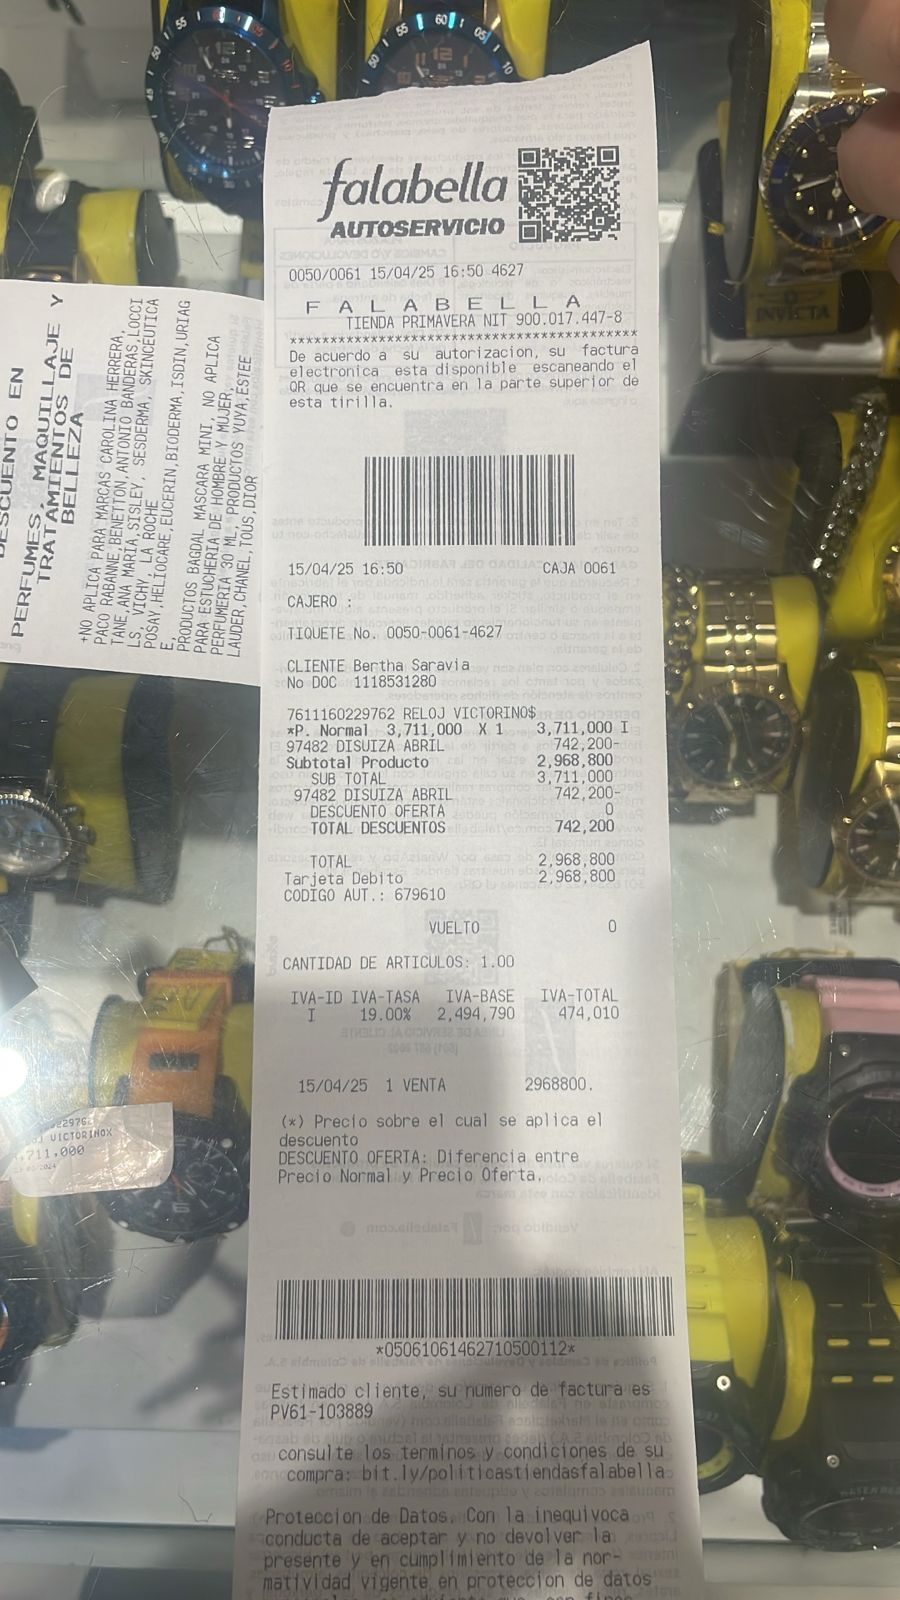 falabella
AUTOSERVICIO
0050/0061 15/04/25 16:50 4627
F A L A B E L L A
TIENDA PRIMAVERA NIT 900.017.447-8
******************************************
De acuerdo a su autorizacion, su factura
electronica esta disponible escaneando el
QR que se encuentra en la parte superior de
esta tirilla.
15/04/25 16:50 CAJA 0061
CAJERO :
TIQUETE No. 0050-0061-4627
CLIENTE Bertha Saravia
No DOC 1118531280
7611160229762 RELOJ VICTORINO$
*P. Normal 3,711,000 X 1 3,711,000 I
97482 DISUIZA ABRIL 742,200-
Subtotal Producto 2,968,800
SUB TOTAL 3,711,000
97482 DISUIZA ABRIL 742,200-
DESCUENTO OFERTA 0
TOTAL DESCUENTOS 742,200
TOTAL 2,968,800
Tarjeta Debito 2,968,800
CODIGO AUT.: 679610
VUELTO 0
CANTIDAD DE ARTICULOS: 1.00
IVA-ID IVA-TASA IVA-BASE IVA-TOTAL
I 19.00% 2,494,790 474,010
15/04/25 1 VENTA 2968800.
(*) Precio sobre el cual se aplica el
descuento
DESCUENTO OFERTA: Diferencia entre
Precio Normal y Precio Oferta.
*05061061462710500112*
Estimado cliente, su numero de factura es
PV61-103889
consulte los terminos y condiciones de su
compra: bit.ly/politicastiendasfalabella
Proteccion de Datos. Con la inequivoca
conducta de aceptar y no devolver la
presente y en cumplimiento de la nor-
matividad vigente en proteccion de datos
DESCUENTO EN
PERFUMES, MAQUILLAJE Y
TRATAMIENTOS DE
BELLEZA
+NO APLICA PARA MARCAS CAROLINA HERRERA,
PACO RABANNE,BENETTON,ANTONIO BANDERAS,LOCCI
TANE,ANA MARIA,SISLEY, SESDERMA, SKINCEUTICA
LS, VICHY, LA ROCHE
POSAY,HELIOCARE,EUCERIN,BIODERMA,ISDIN,URIAG
E,
PRODUCTOS BAGDAL MASCARA MINI, NO APLICA
PARA ESTUCHERIA DE HOMBRE Y MUJER,
PERFUMERIA 30 ML, PRODUCTOS YUYA,ESTEE
LAUDER,CHANEL,TOUS,DIOR
VICTORINOX
,711,000
INVICTA